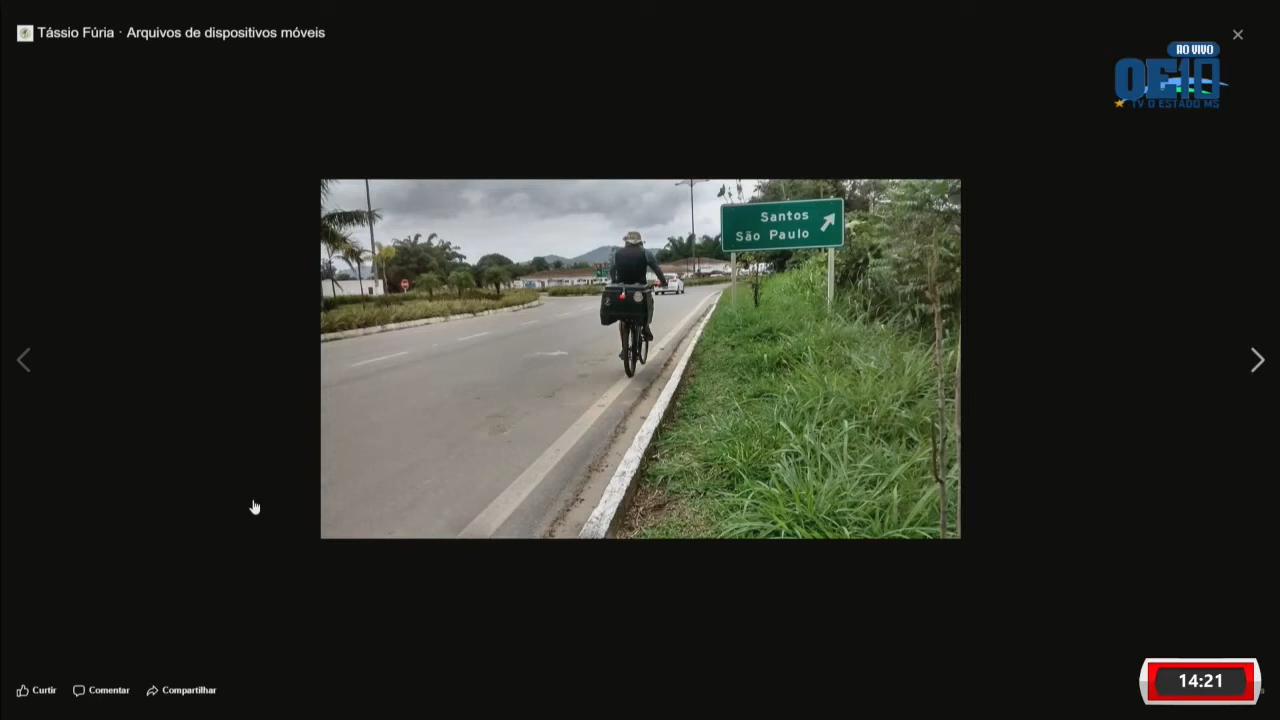 Tássio Fúria · Arquivos de dispositivos móveis
AO VIVO
OE10
TV O ESTADO MS
Santos
São Paulo
Curtir Comentar Compartilhar
14:21